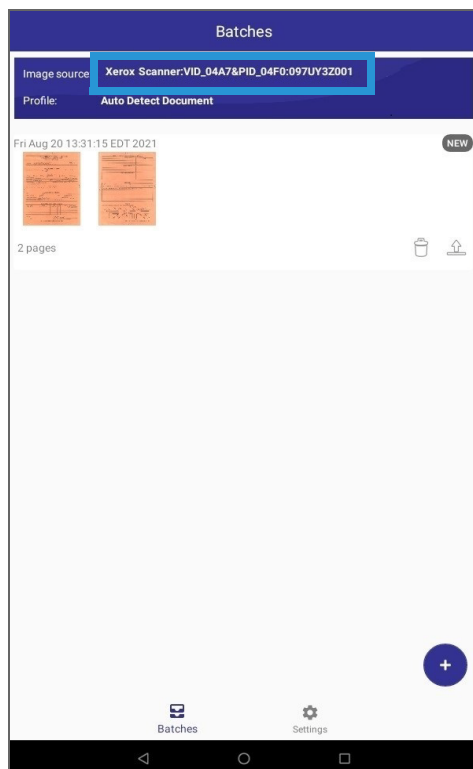 Batches
Image source
Xerox Scanner:VID_04A7&PID_04F0:097UY3Z001
Profile:
Auto Detect Document
Fri Aug 20 13:31:15 EDT 2021
NEW
2 pages
+
Batches
Settings